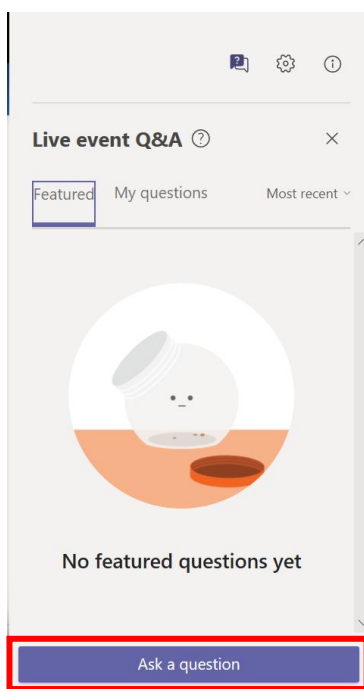 Live event Q&A
Featured My questions Most recent
No featured questions yet
Ask a question